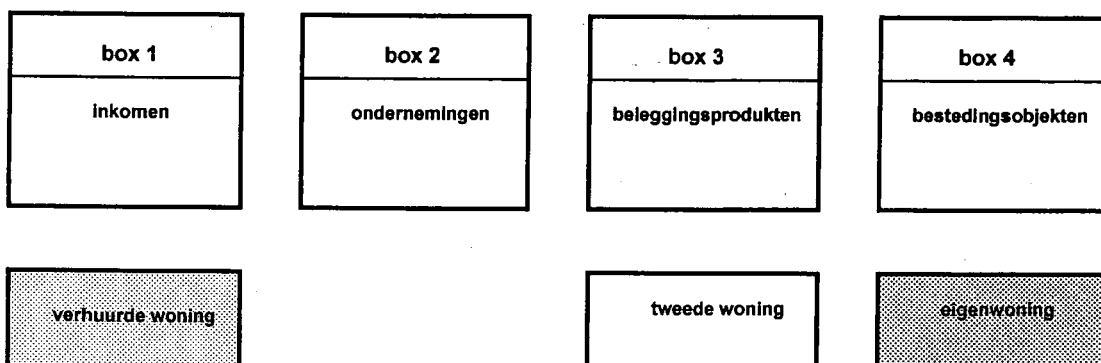 box 1
box 2
box 3
box 4
inkomen
ondernemingen
beleggingsprodukten
bestedingsobjekten
verhuurde woning
tweede woning
eigenwoning